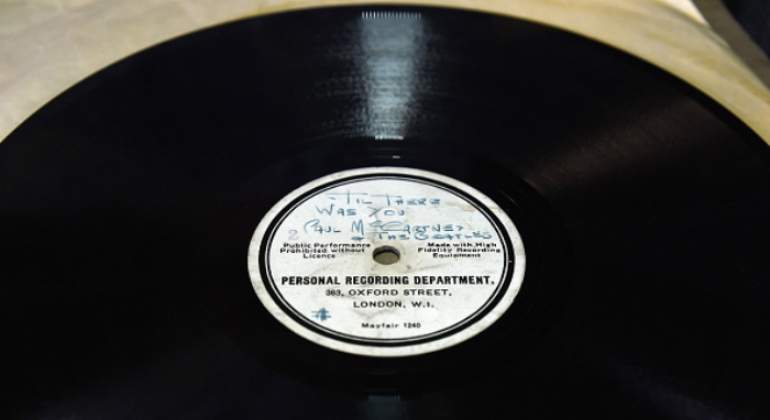 'TIL THERE
WAS YOU
2 PAUL McCARTNEY
& THE BEATLES
Public Performance
Prohibited without
Licence
Made with High
Fidelity Recording
Equipment
PERSONAL RECORDING DEPARTMENT,
363, OXFORD STREET,
LONDON, W.1.
Mayfair 1240